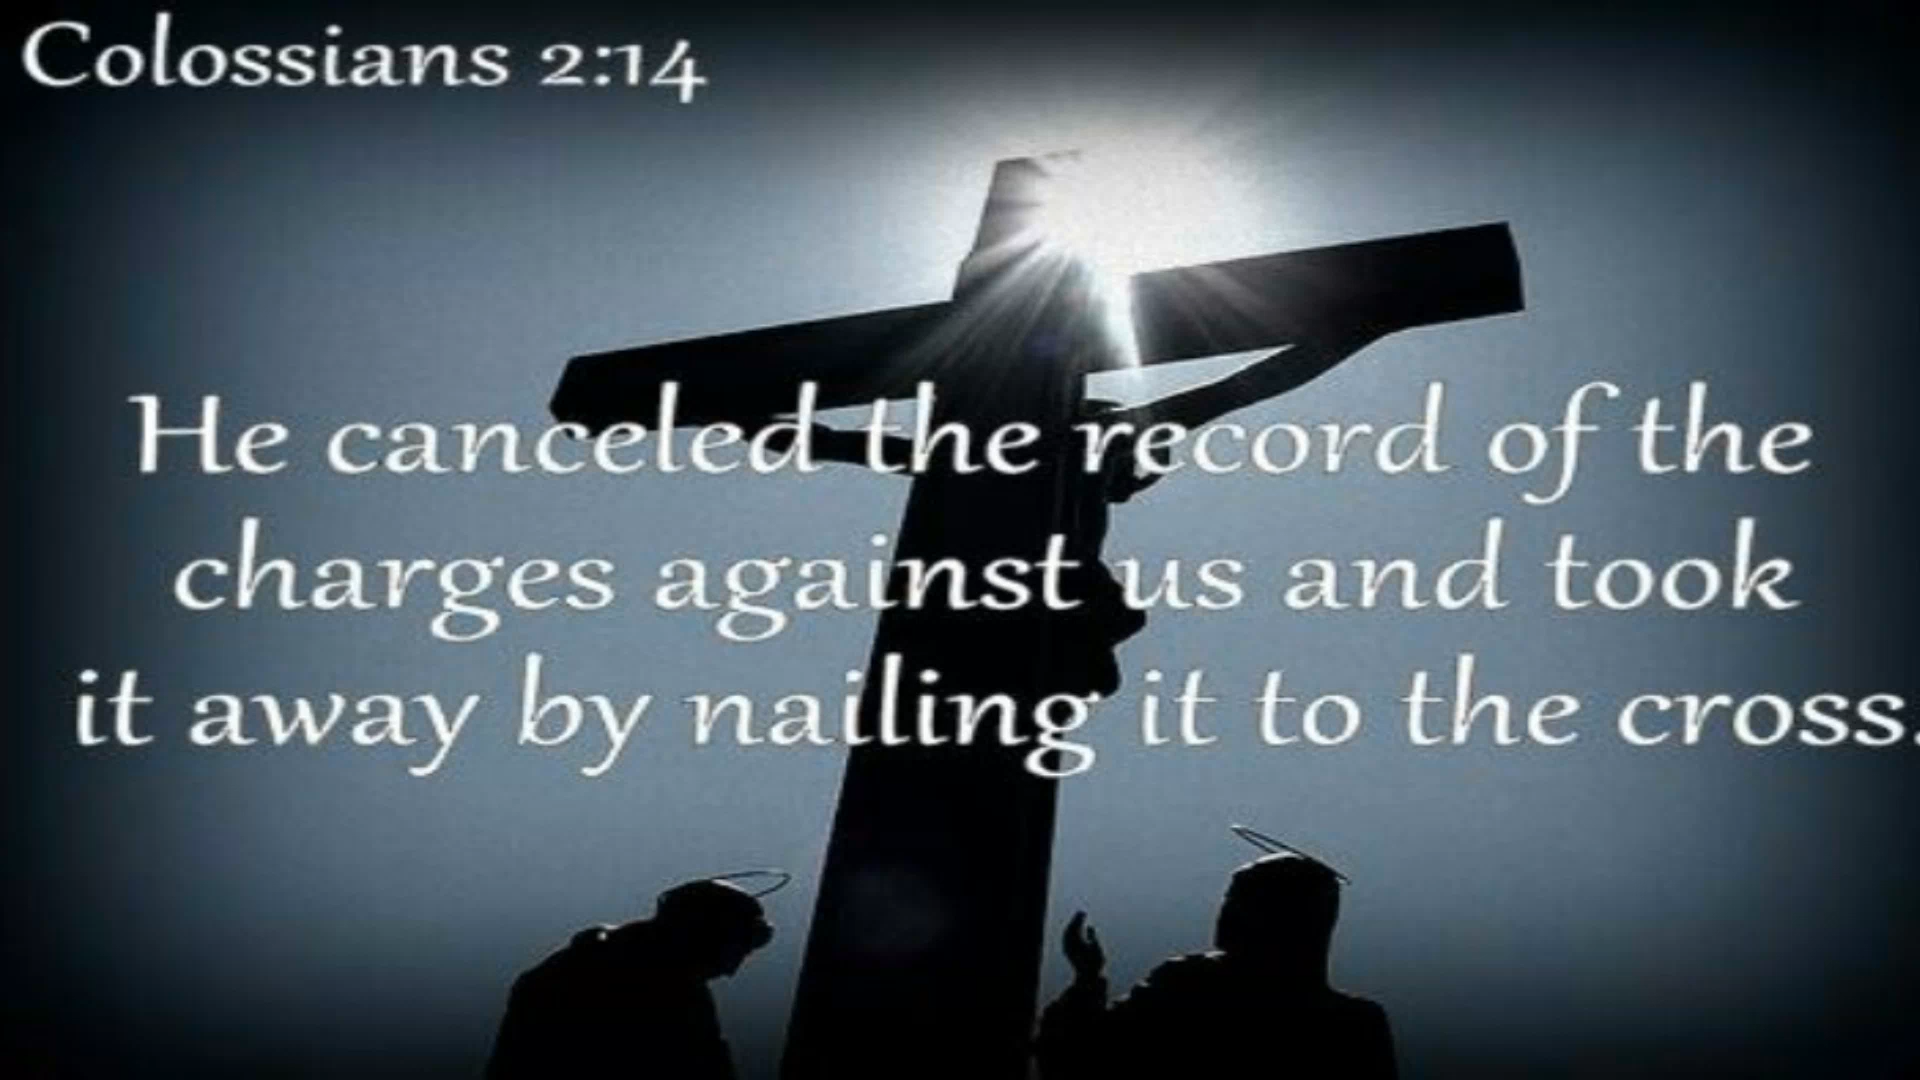 Colossians 2:14
He canceled the record of the
charges against us and took
it away by nailing it to the cross.